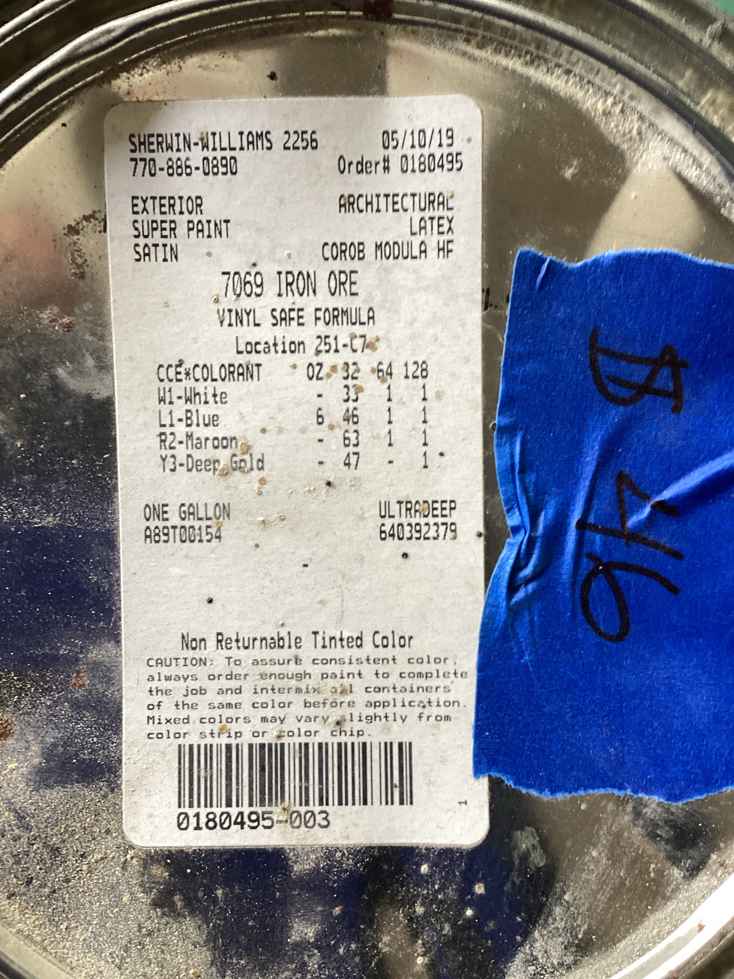 SHERWIN-WILLIAMS 2256 05/10/19
770-886-0890 Order# 0180495
EXTERIOR ARCHITECTURAL
SUPER PAINT LATEX
SATIN COROB MODULA HF
7069 IRON ORE
VINYL SAFE FORMULA
Location 251-C7
CCE*COLORANT OZ 32 64 128
W1-White - 33 1 1
L1-Blue 6 46 1 1
R2-Maroon - 63 1 1
Y3-Deep Gold - 47 - 1
ONE GALLON ULTRADEEP
A89T00154 640392379
Non Returnable Tinted Color
CAUTION: To assure consistent color,
always order enough paint to complete
the job and intermix all containers
of the same color before application.
Mixed colors may vary slightly from
color strip or color chip.
0180495-003
1
$ 46